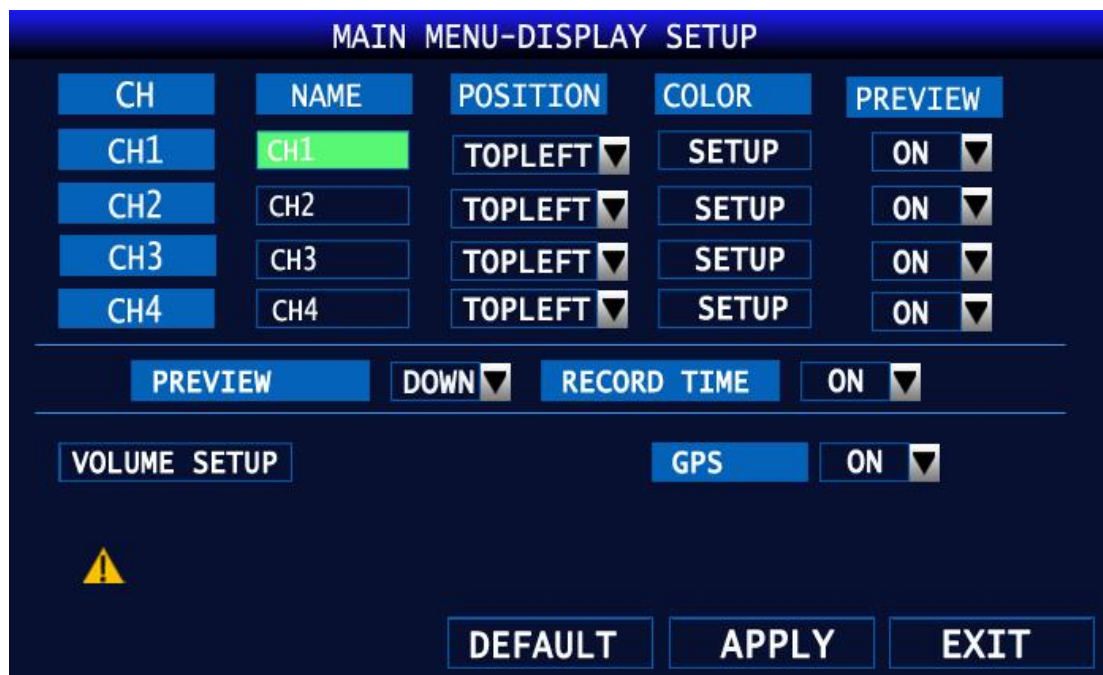 MAIN MENU-DISPLAY SETUP
CH NAME POSITION COLOR PREVIEW
CH1 CH1 TOPLEFT SETUP ON
CH2 CH2 TOPLEFT SETUP ON
CH3 CH3 TOPLEFT SETUP ON
CH4 CH4 TOPLEFT SETUP ON
PREVIEW DOWN RECORD TIME ON
VOLUME SETUP GPS ON
DEFAULT APPLY EXIT